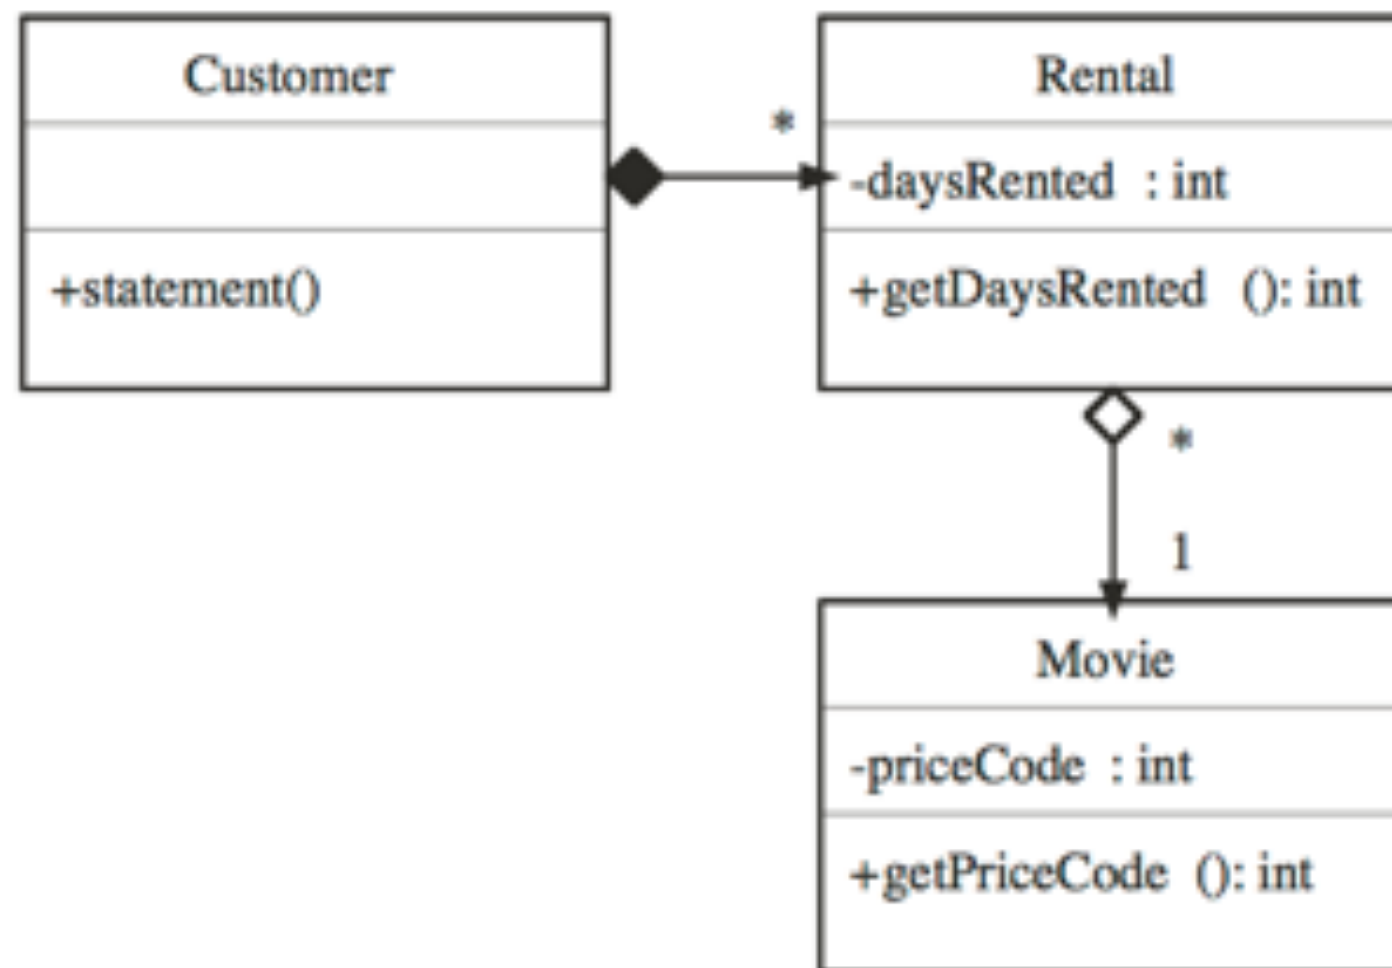 Customer
+statement()
*
Rental
-daysRented : int
+getDaysRented (): int
*
1
Movie
-priceCode : int
+getPriceCode (): int